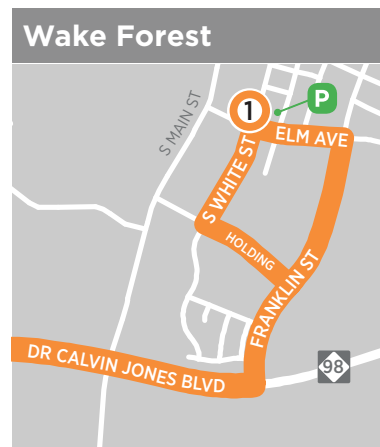 Wake Forest
P
1
S MAIN ST
ELM AVE
S WHITE ST
HOLDING
FRANKLIN ST
DR CALVIN JONES BLVD
98